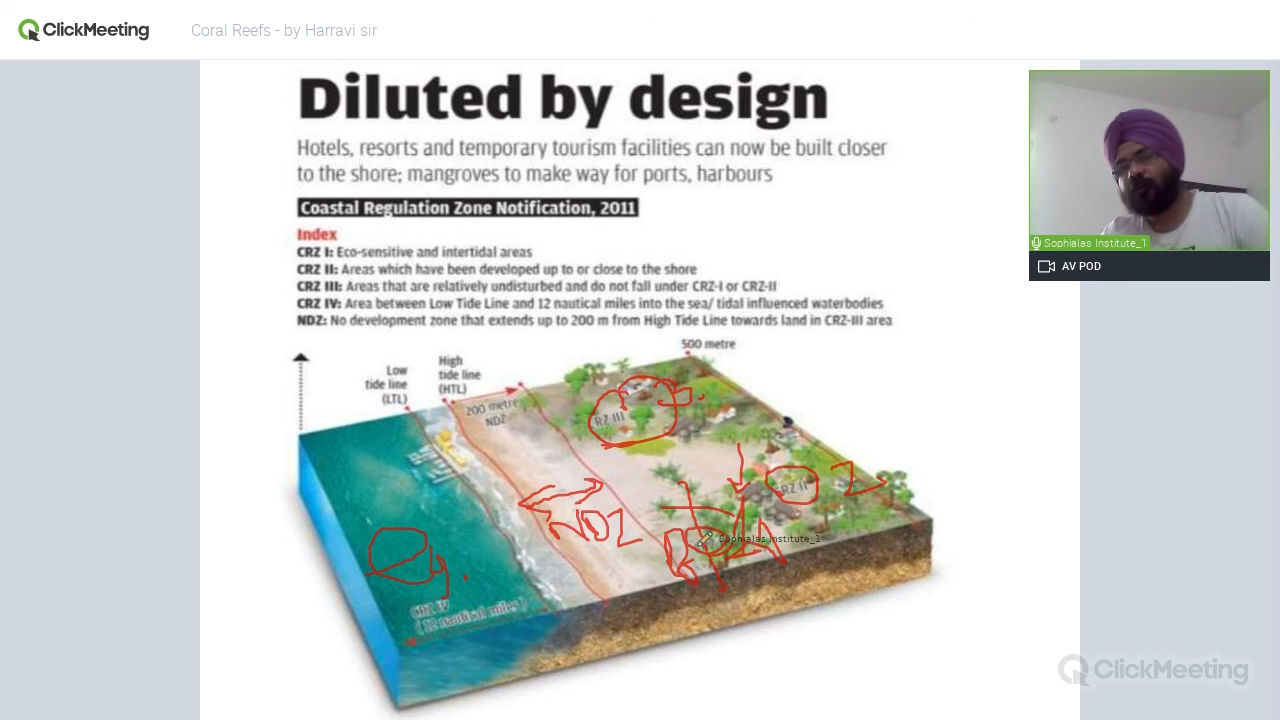 ClickMeeting
Coral Reefs - by Harravi sir
Diluted by design
Hotels, resorts and temporary tourism facilities can now be built closer
to the shore; mangroves to make way for ports, harbours
Coastal Regulation Zone Notification, 2011
Index
CRZ I: Eco-sensitive and intertidal areas
CRZ II: Areas which have been developed up to or close to the shore
CRZ III: Areas that are relatively undisturbed and do not fall under CRZ-I or CRZ-II
CRZ IV: Area between Low Tide Line and 12 nautical miles into the sea/ tidal influenced waterbodies
NDZ: No development zone that extends up to 200 m from High Tide Line towards land in CRZ-III area
500 metre
High
tide line
(HTL)
Low
tide line
(LTL)
200 metre
NDZ
RZ III
CRZ II
NDZ
Sophialas Institute_1
CRZ IV
(12 nautical miles)
Sophialas Institute_1
AV POD
ClickMeeting